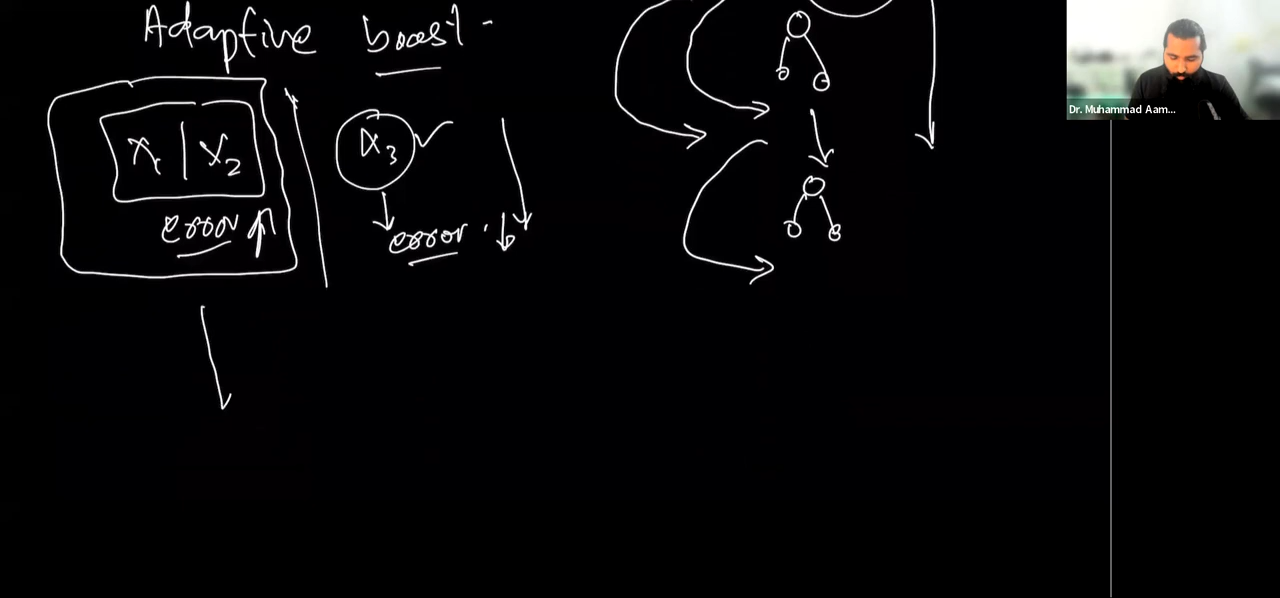 Adaptive boost -
Dr. Muhammad Aam...
x₁ | x₂
x₃
error ↑
error ↓